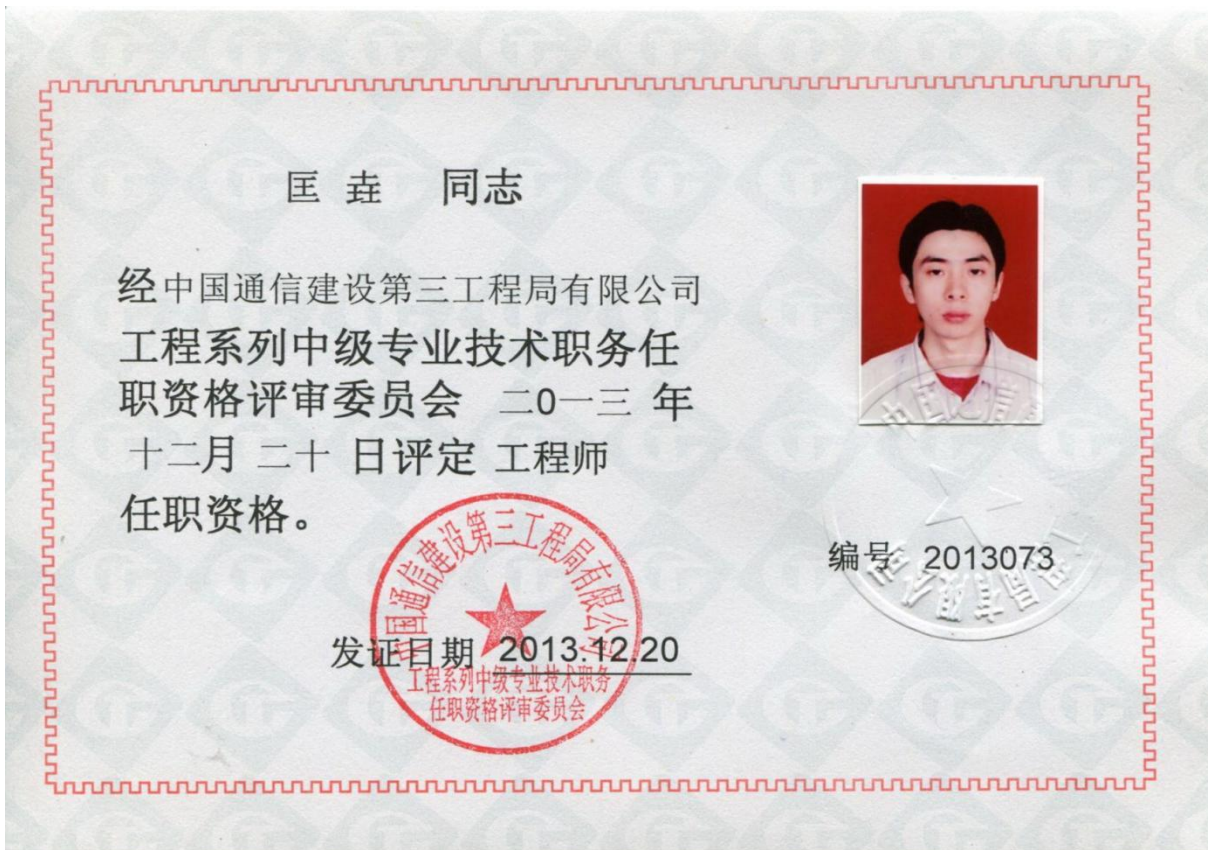 匡 垚 同志
经中国通信建设第三工程局有限公司
工程系列中级专业技术职务任
职资格评审委员会 二0一三 年
十二月 二十 日评定 工程师
任职资格。
编号 2013073
发证日期 2013.12.20
中国通信建设第三工程局有限公司
工程系列中级专业技术职务
任职资格评审委员会